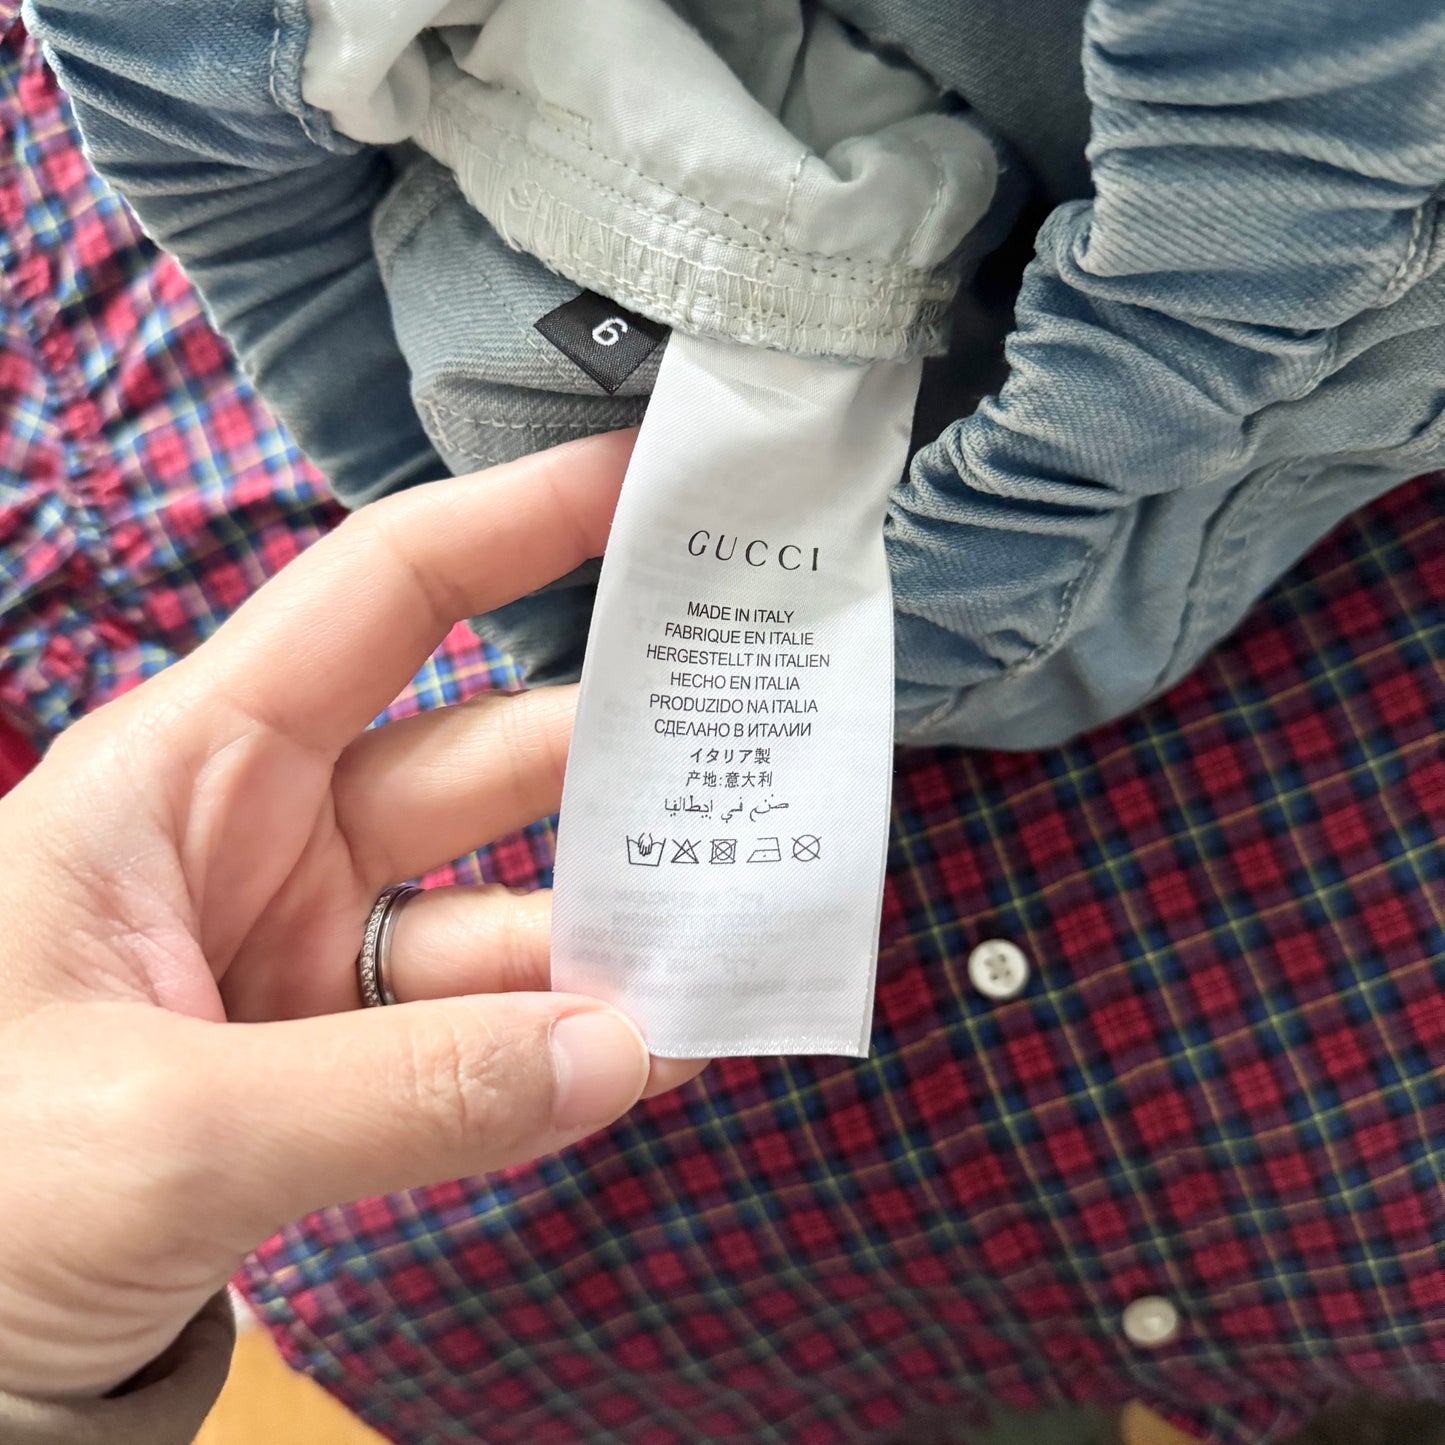 6
GUCCI
MADE IN ITALY
FABRIQUE EN ITALIE
HERGESTELLT IN ITALIEN
HECHO EN ITALIA
PRODUZIDO NA ITALIA
СДЕЛАНО В ИТАЛИИ
イタリア製
产地:意大利
صنع في إيطاليا